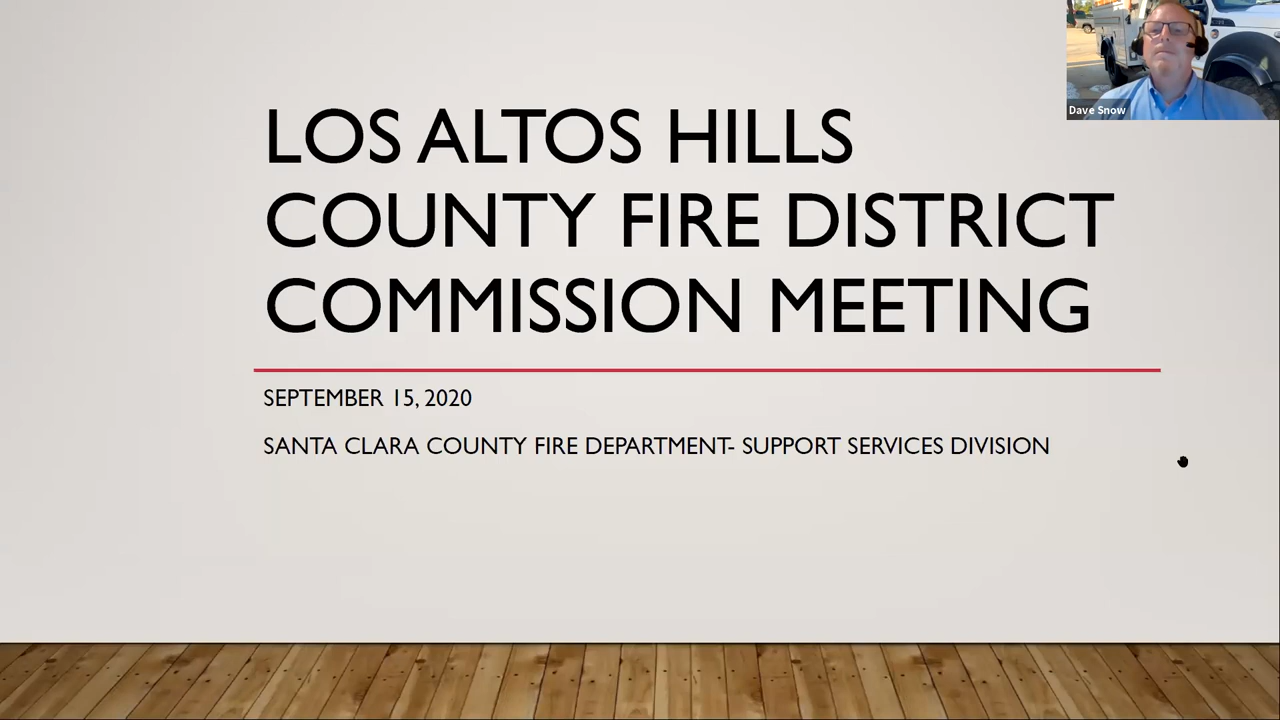 LOS ALTOS HILLS
COUNTY FIRE DISTRICT
COMMISSION MEETING
SEPTEMBER 15, 2020
SANTA CLARA COUNTY FIRE DEPARTMENT- SUPPORT SERVICES DIVISION
Dave Snow